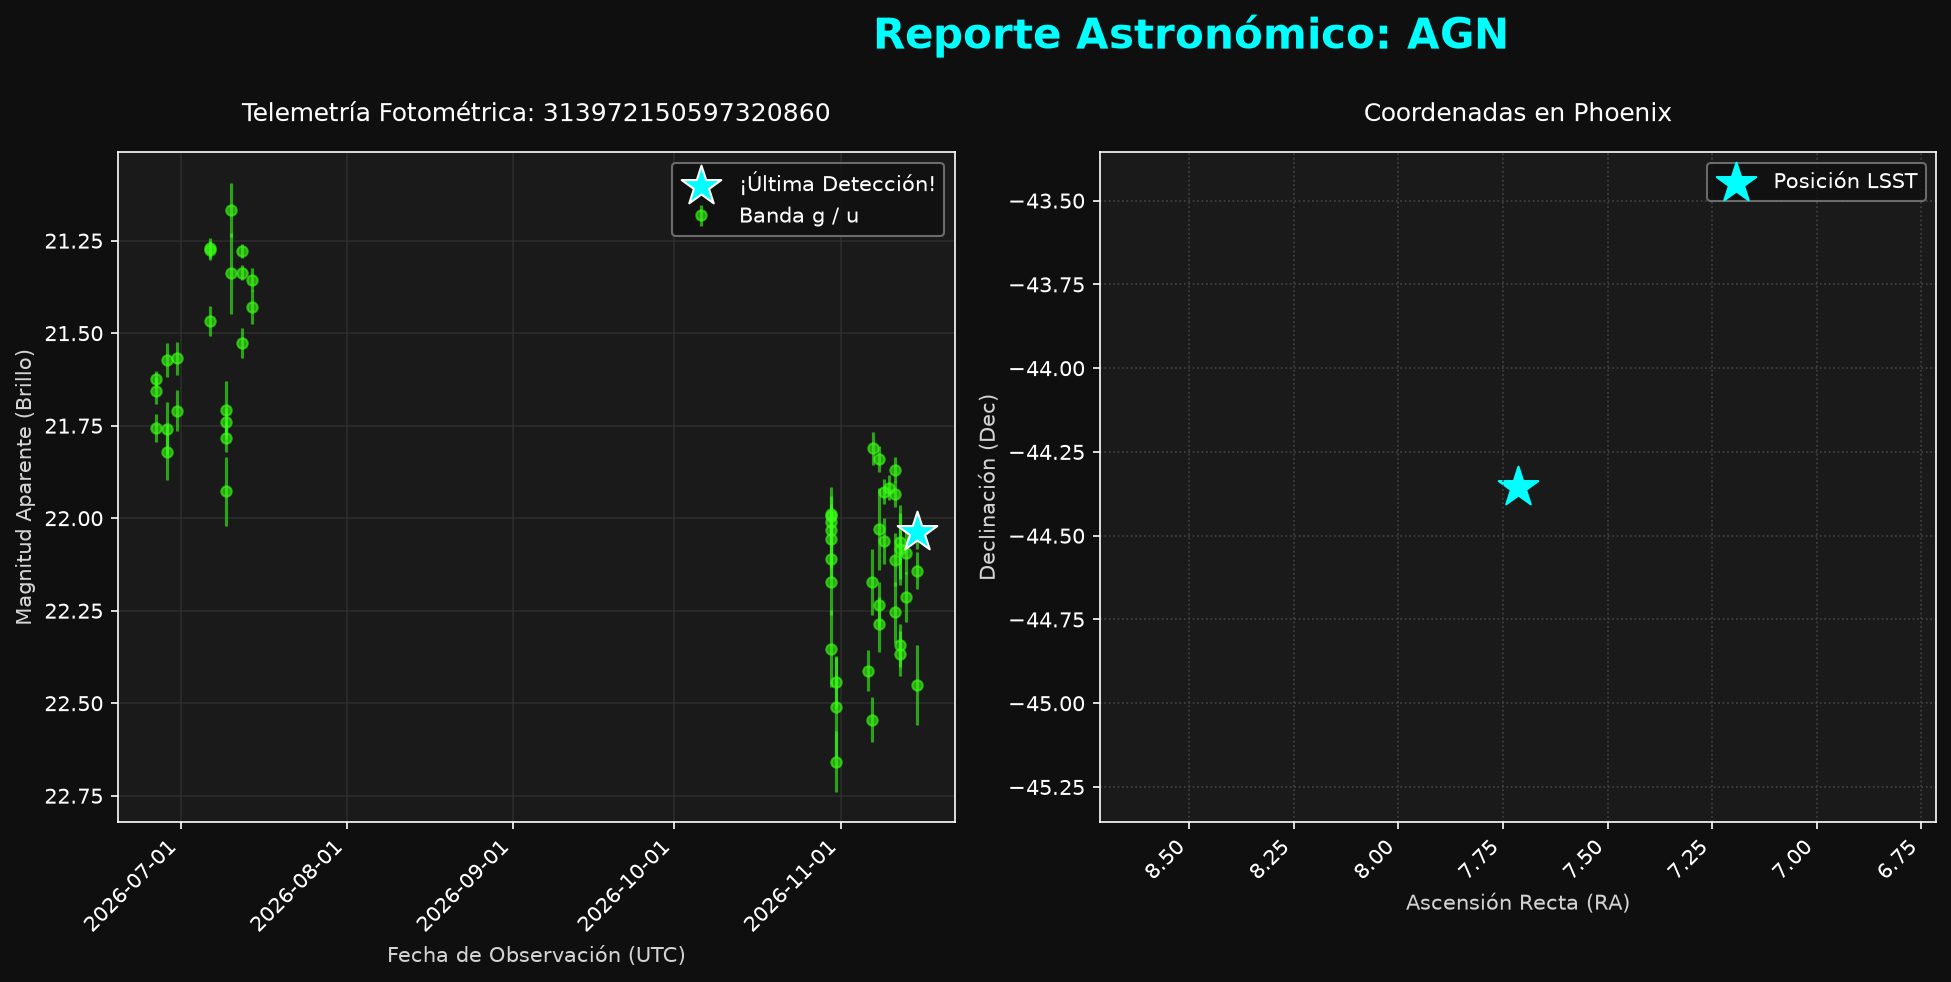 Reporte Astronómico: AGN
Telemetría Fotométrica: 313972150597320860
¡Última Detección!
Banda g / u
Magnitud Aparente (Brillo)
21.25
21.50
21.75
22.00
22.25
22.50
22.75
2026-07-01
2026-08-01
2026-09-01
2026-10-01
2026-11-01
Fecha de Observación (UTC)
Coordenadas en Phoenix
Posición LSST
Declinación (Dec)
−43.50
−43.75
−44.00
−44.25
−44.50
−44.75
−45.00
−45.25
8.50
8.25
8.00
7.75
7.50
7.25
7.00
6.75
Ascensión Recta (RA)